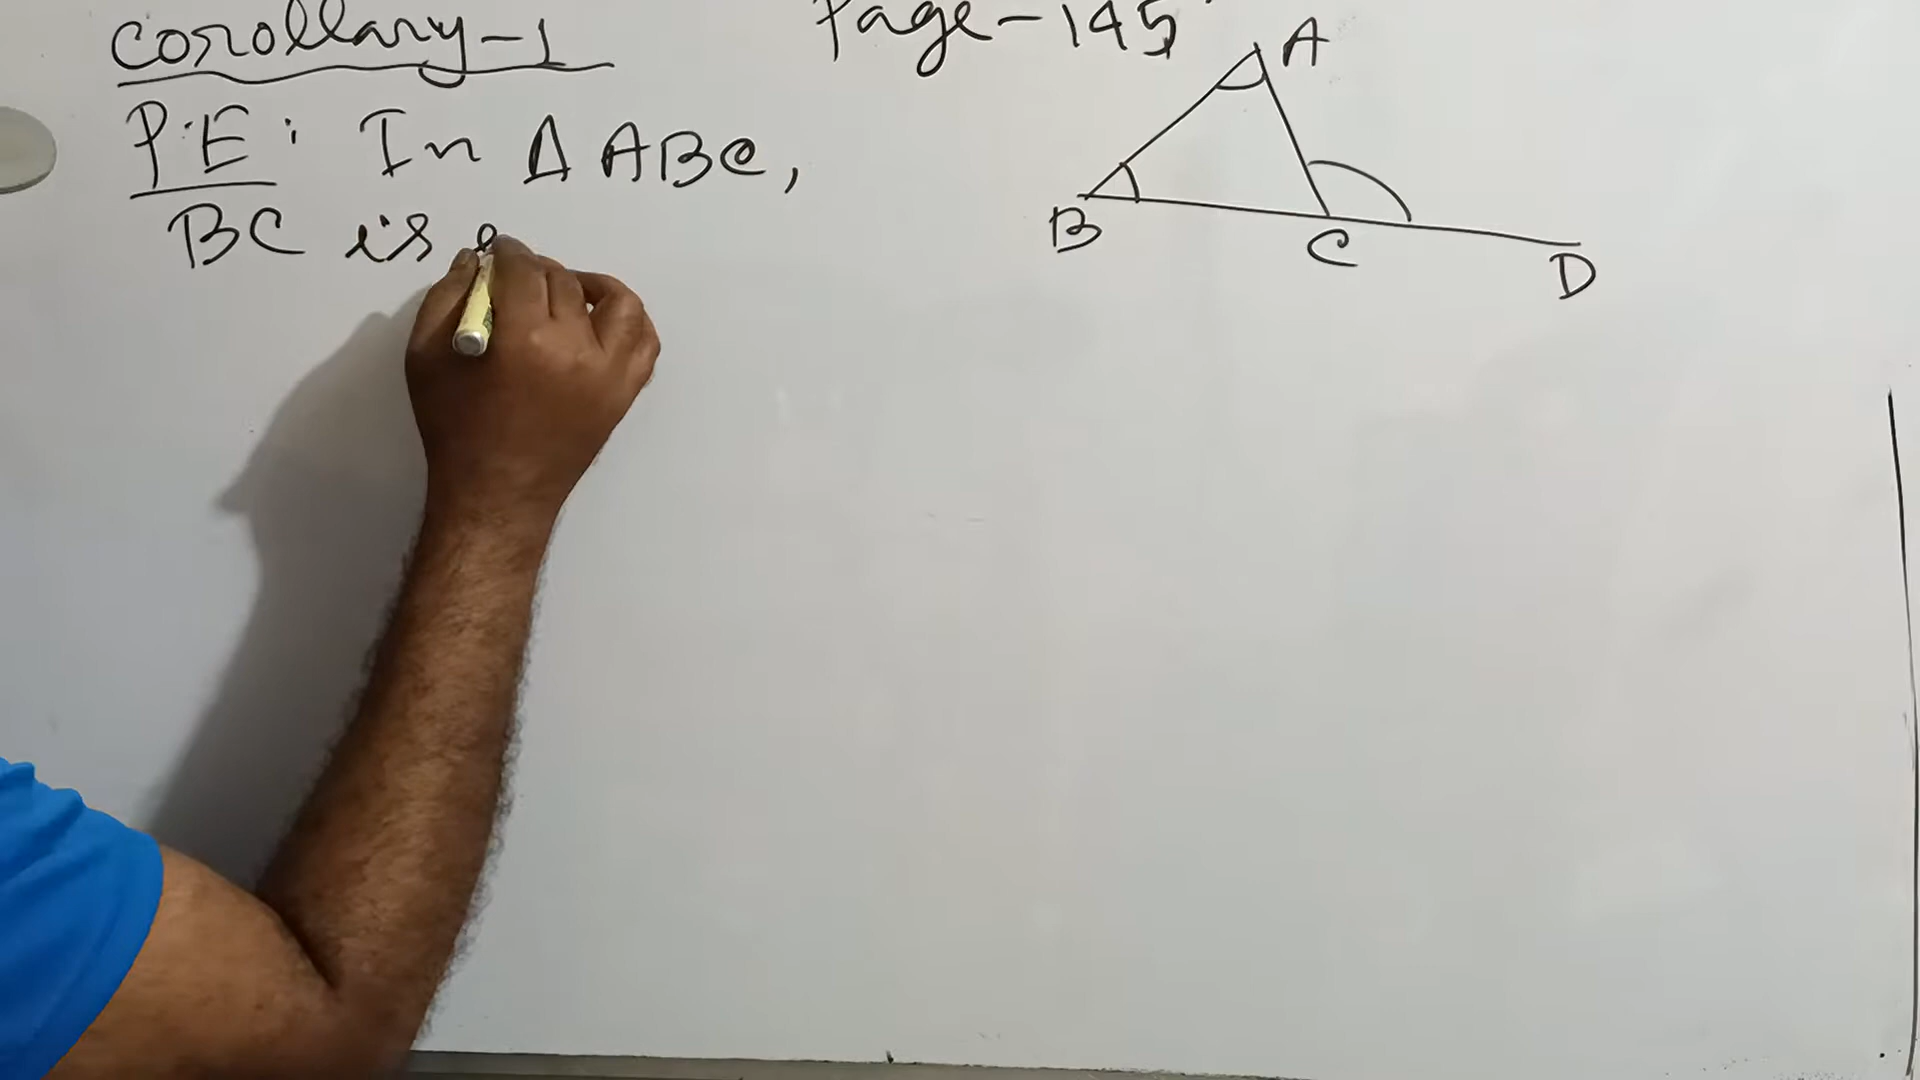 Corollary-1
Page-145
P.E: In Δ ABC,
BC is
A
B
C
D